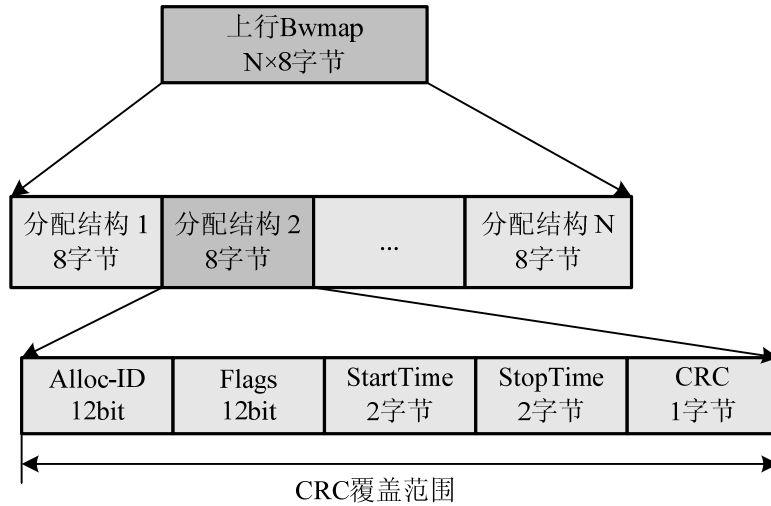 上行Bwmap
N×8字节
分配结构 1
8字节
分配结构 2
8字节
...
分配结构 N
8字节
Alloc-ID
12bit
Flags
12bit
StartTime
2字节
StopTime
2字节
CRC
1字节
CRC覆盖范围